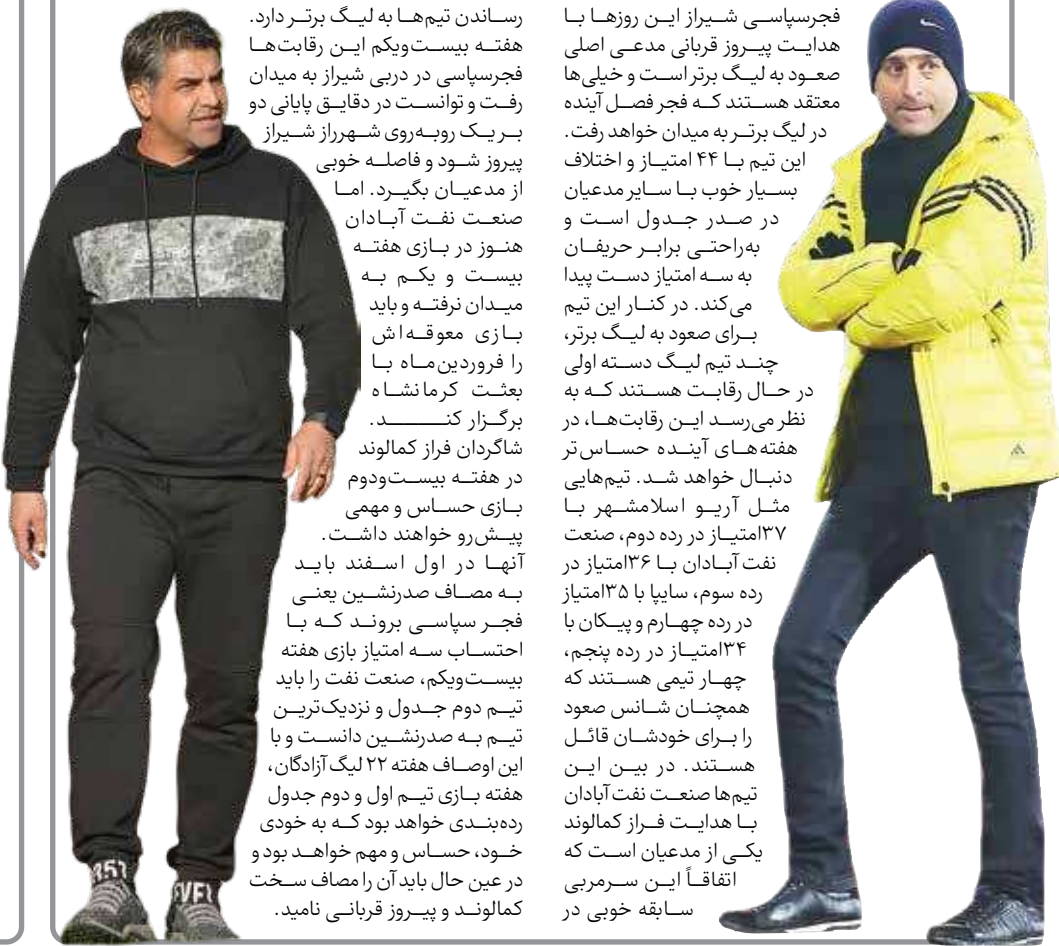 فجرسپاسی شیراز این روزها با
هدایت پیروز قربانی مدعی اصلی
صعود به لیگ برتر است و خیلی‌ها
معتقد هستند که فجر فصل آینده
در لیگ برتر به میدان خواهد رفت.
این تیم با ۴۴ امتیاز و اختلاف
بسیار خوب با سایر مدعیان
در صدر جدول است و
به‌راحتی برابر حریفان
به سه امتیاز دست پیدا
می‌کند. در کنار این تیم
برای صعود به لیگ برتر،
چند تیم لیگ دسته اولی
در حال رقابت هستند که به
نظر می‌رسد این رقابت‌ها، در
هفته‌های آینده حساس‌تر
دنبال خواهد شد. تیم‌هایی
مثل آریو اسلامشهر با
۳۷امتیاز در رده دوم، صنعت
نفت آبادان با ۳۶امتیاز در
رده سوم، سایپا با ۳۵امتیاز
در رده چهارم و پیکان با
۳۴امتیاز در رده پنجم،
چهار تیمی هستند که
همچنان شانس صعود
را برای خودشان قائل
هستند. در بین این
تیم‌ها صنعت نفت آبادان
با هدایت فراز کمالوند
یکی از مدعیان است که
اتفاقاً این سرمربی
سابقه خوبی در
رساندن تیم‌ها به لیگ برتر دارد.
هفته بیست‌ویکم این رقابت‌ها
فجرسپاسی در دربی شیراز به میدان
رفت و توانست در دقایق پایانی دو
بر یک روبه‌روی شهرراز شیراز
پیروز شود و فاصله خوبی
از مدعیان بگیرد. اما
صنعت نفت آبادان
هنوز در بازی هفته
بیست و یکم به
میدان نرفته و باید
بازی معوقه‌اش
را فروردین‌ماه با
بعثت کرمانشاه
برگزار کنـــــد.
شاگردان فراز کمالوند
در هفته بیست‌ودوم
بازی حساس و مهمی
پیش‌رو خواهند داشت.
آنها در اول اسفند باید
به مصاف صدرنشین یعنی
فجر سپاسی بروند که با
احتساب سه امتیاز بازی هفته
بیست‌ویکم، صنعت نفت را باید
تیم دوم جدول و نزدیک‌ترین
تیم به صدرنشین دانست و با
این اوصاف هفته ۲۲ لیگ آزادگان،
هفته بازی تیم اول و دوم جدول
رده‌بندی خواهد بود که به خودی
خود، حساس و مهم خواهد بود و
در عین حال باید آن را مصاف سخت
کمالوند و پیروز قربانی نامید.